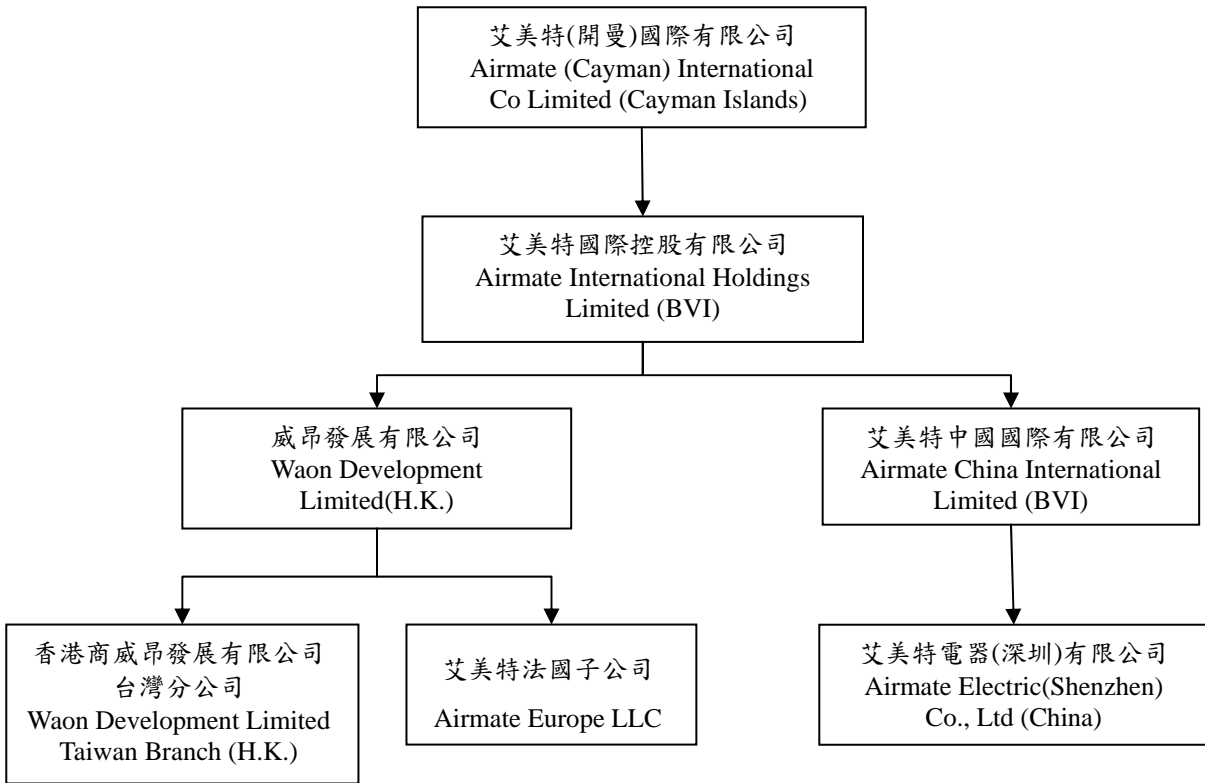 艾美特(開曼)國際有限公司
Airmate (Cayman) International
Co Limited (Cayman Islands)
艾美特國際控股有限公司
Airmate International Holdings
Limited (BVI)
威昂發展有限公司
Waon Development
Limited(H.K.)
艾美特中國國際有限公司
Airmate China International
Limited (BVI)
香港商威昂發展有限公司
台灣分公司
Waon Development Limited
Taiwan Branch (H.K.)
艾美特法國子公司
Airmate Europe LLC
艾美特電器(深圳)有限公司
Airmate Electric(Shenzhen)
Co., Ltd (China)